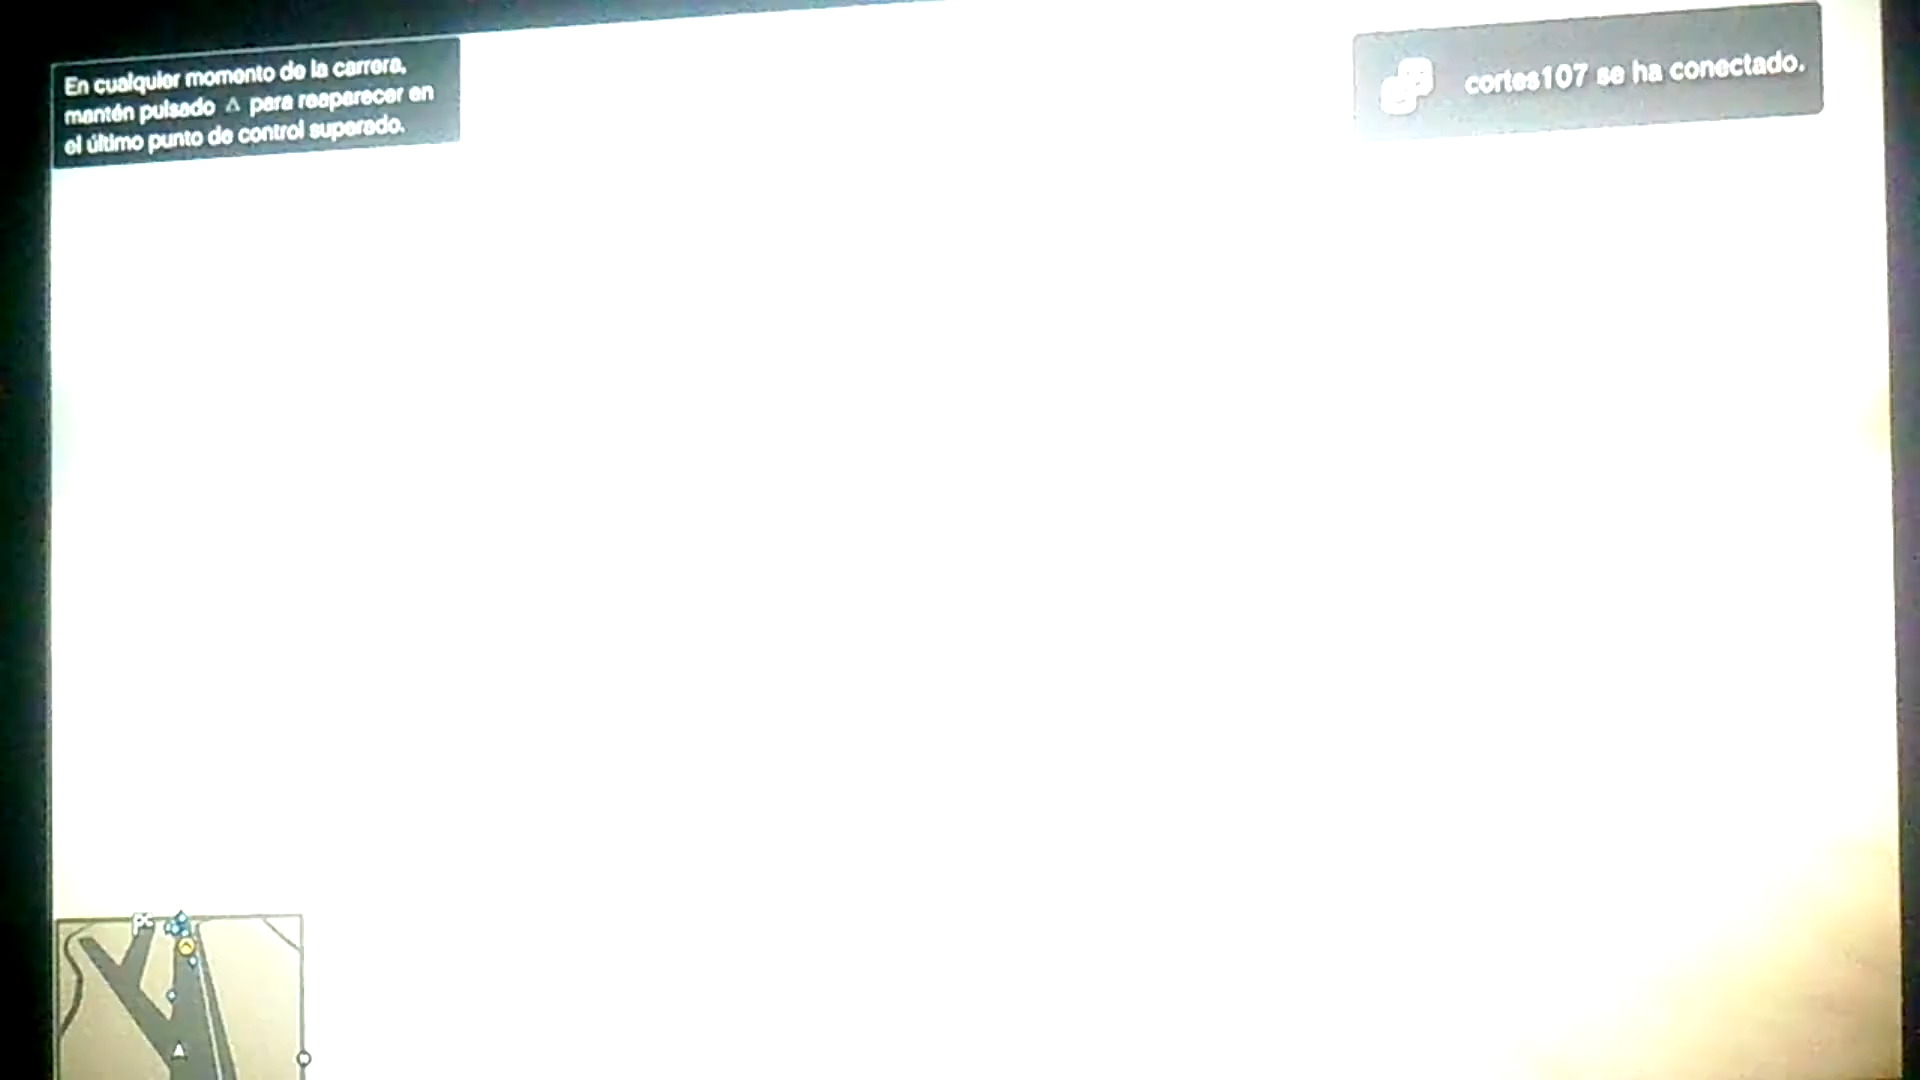 En cualquier momento de la carrera,
mantén pulsado △ para reaparecer en
el último punto de control superado.
cortes107 se ha conectado.